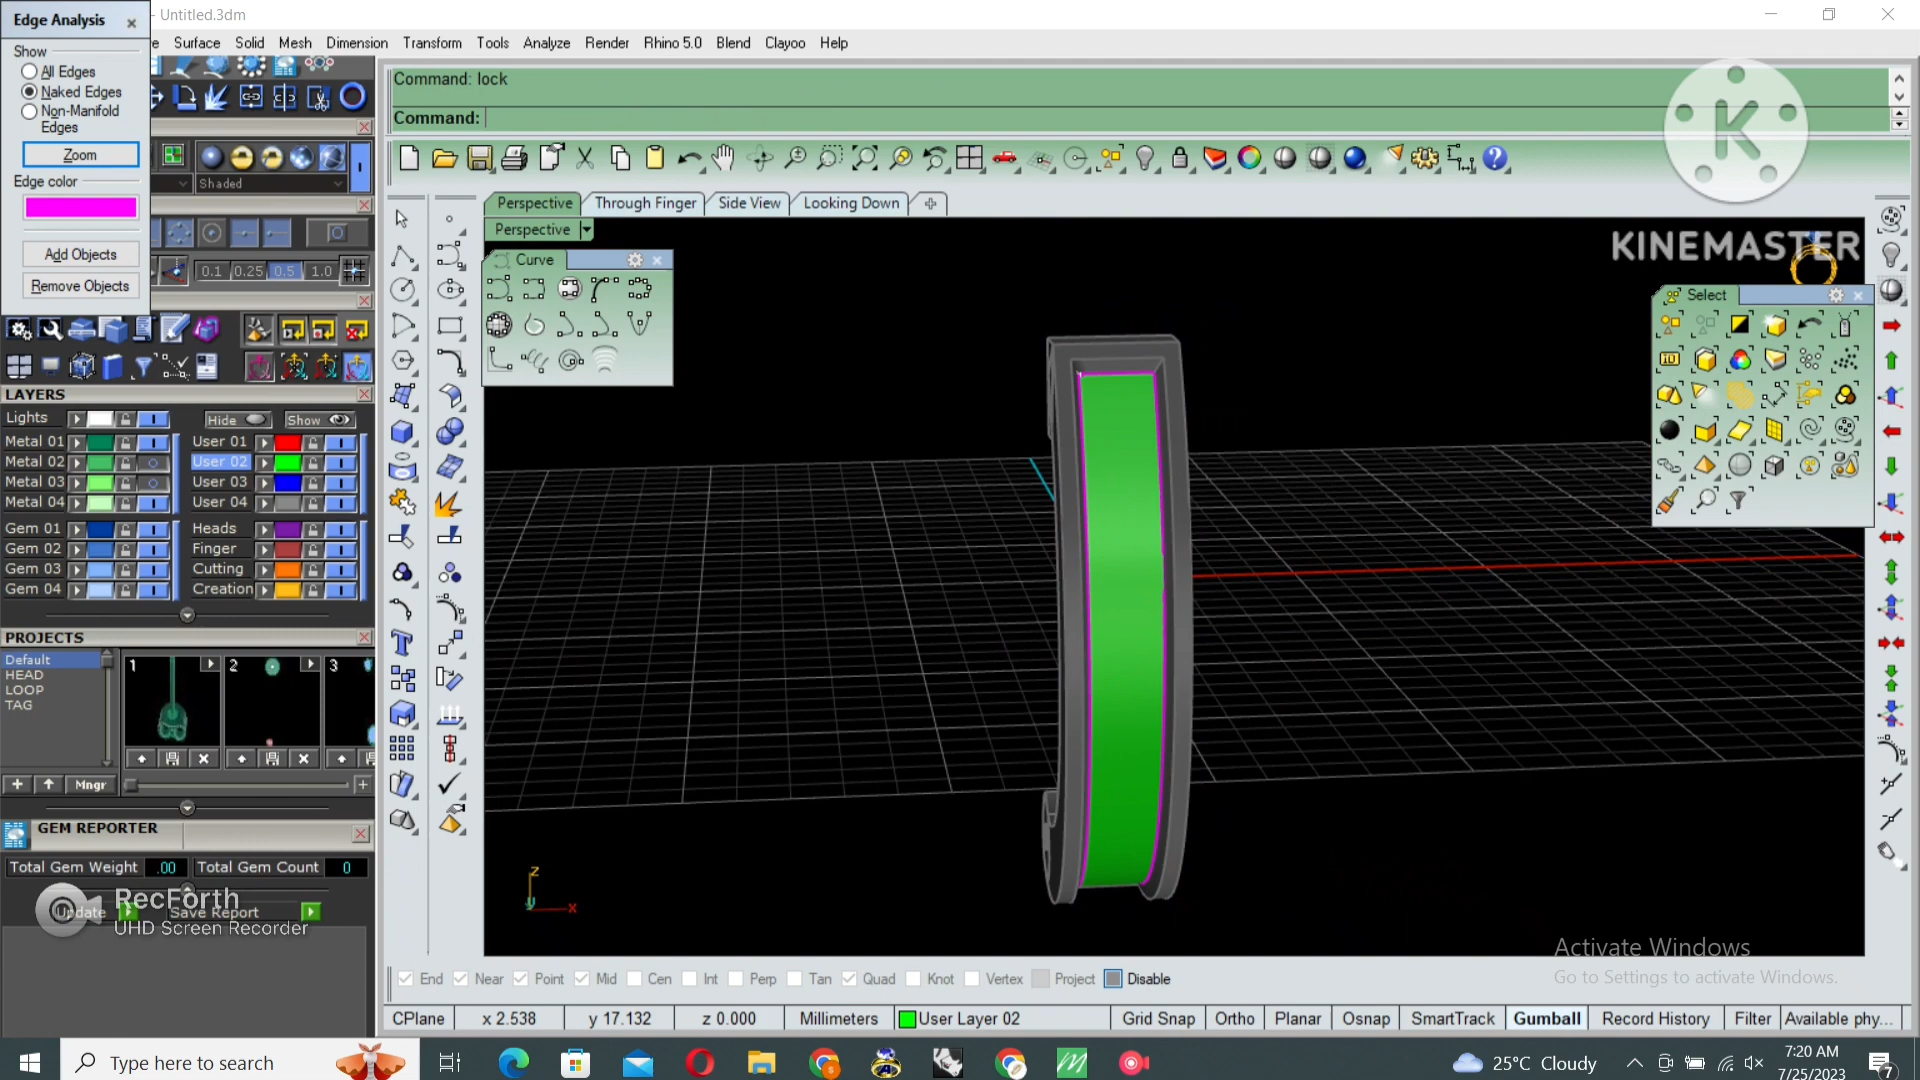 Edge Analysis
- Untitled.3dm
Surface Solid Mesh Dimension Transform Tools Analyze Render Rhino 5.0 Blend Clayoo Help
Show
All Edges
Naked Edges
Non-Manifold
Edges
Zoom
Edge color
Add Objects
Remove Objects
Shaded
0.1 0.25 0.5 1.0
Command: lock
Command:
K
KINEMASTER
Perspective Through Finger Side View Looking Down
Perspective
Curve
Select
LAYERS
Lights Hide Show
Metal 01 User 01
Metal 02 User 02
Metal 03 User 03
Metal 04 User 04
Gem 01 Heads
Gem 02 Finger
Gem 03 Cutting
Gem 04 Creation
PROJECTS
Default
HEAD
LOOP
TAG
1 2 3
Mngr
GEM REPORTER
Total Gem Weight .00 Total Gem Count 0
Update Save Report
RecForth
UHD Screen Recorder
z
y x
Activate Windows
Go to Settings to activate Windows.
End Near Point Mid Cen Int Perp Tan Quad Knot Vertex Project Disable
CPlane x 2.538 y 17.132 z 0.000 Millimeters User Layer 02 Grid Snap Ortho Planar Osnap SmartTrack Gumball Record History Filter Available phy...
Type here to search
25°C Cloudy
7:20 AM
7/25/2023
7